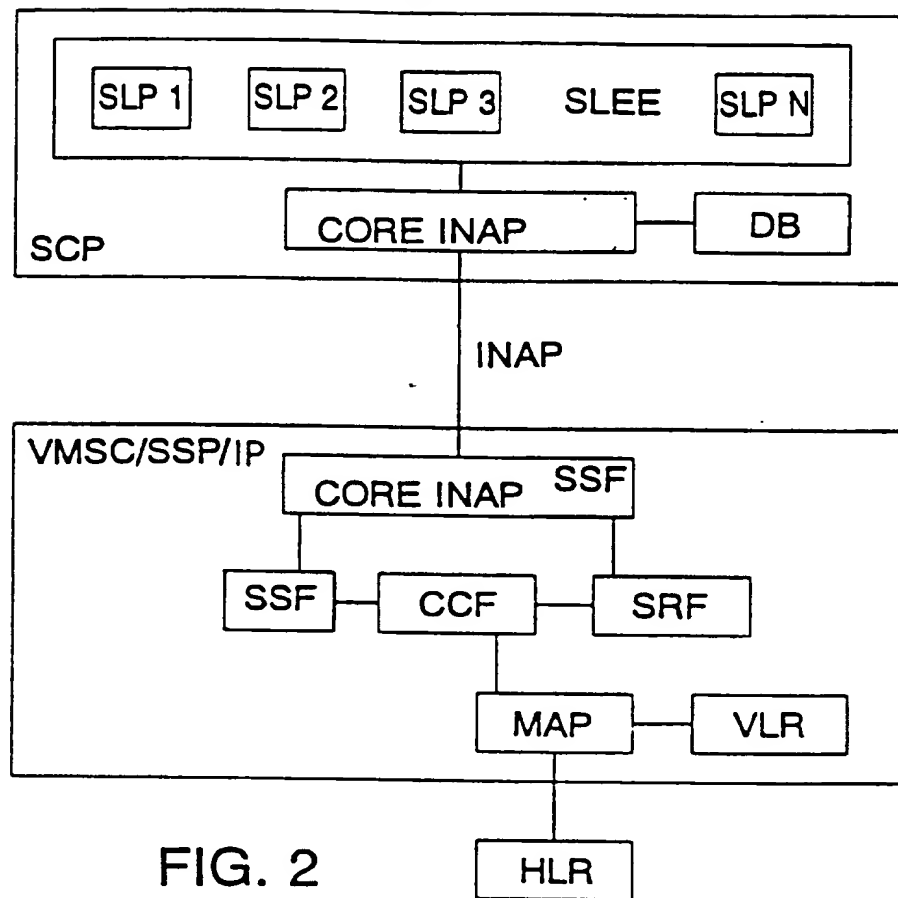 SLP 1 SLP 2 SLP 3 SLEE SLP N
CORE INAP DB
SCP
INAP
VMSC/SSP/IP
SSF
CORE INAP
SSF CCF SRF
MAP VLR
HLR
FIG. 2